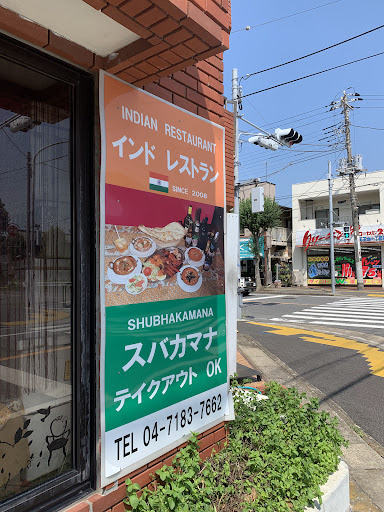 INDIAN RESTAURANT
インド レストラン
SINCE 2008
SHUBHAKAMANA
スバカマナ
テイクアウト OK
TEL 04-7183-7662